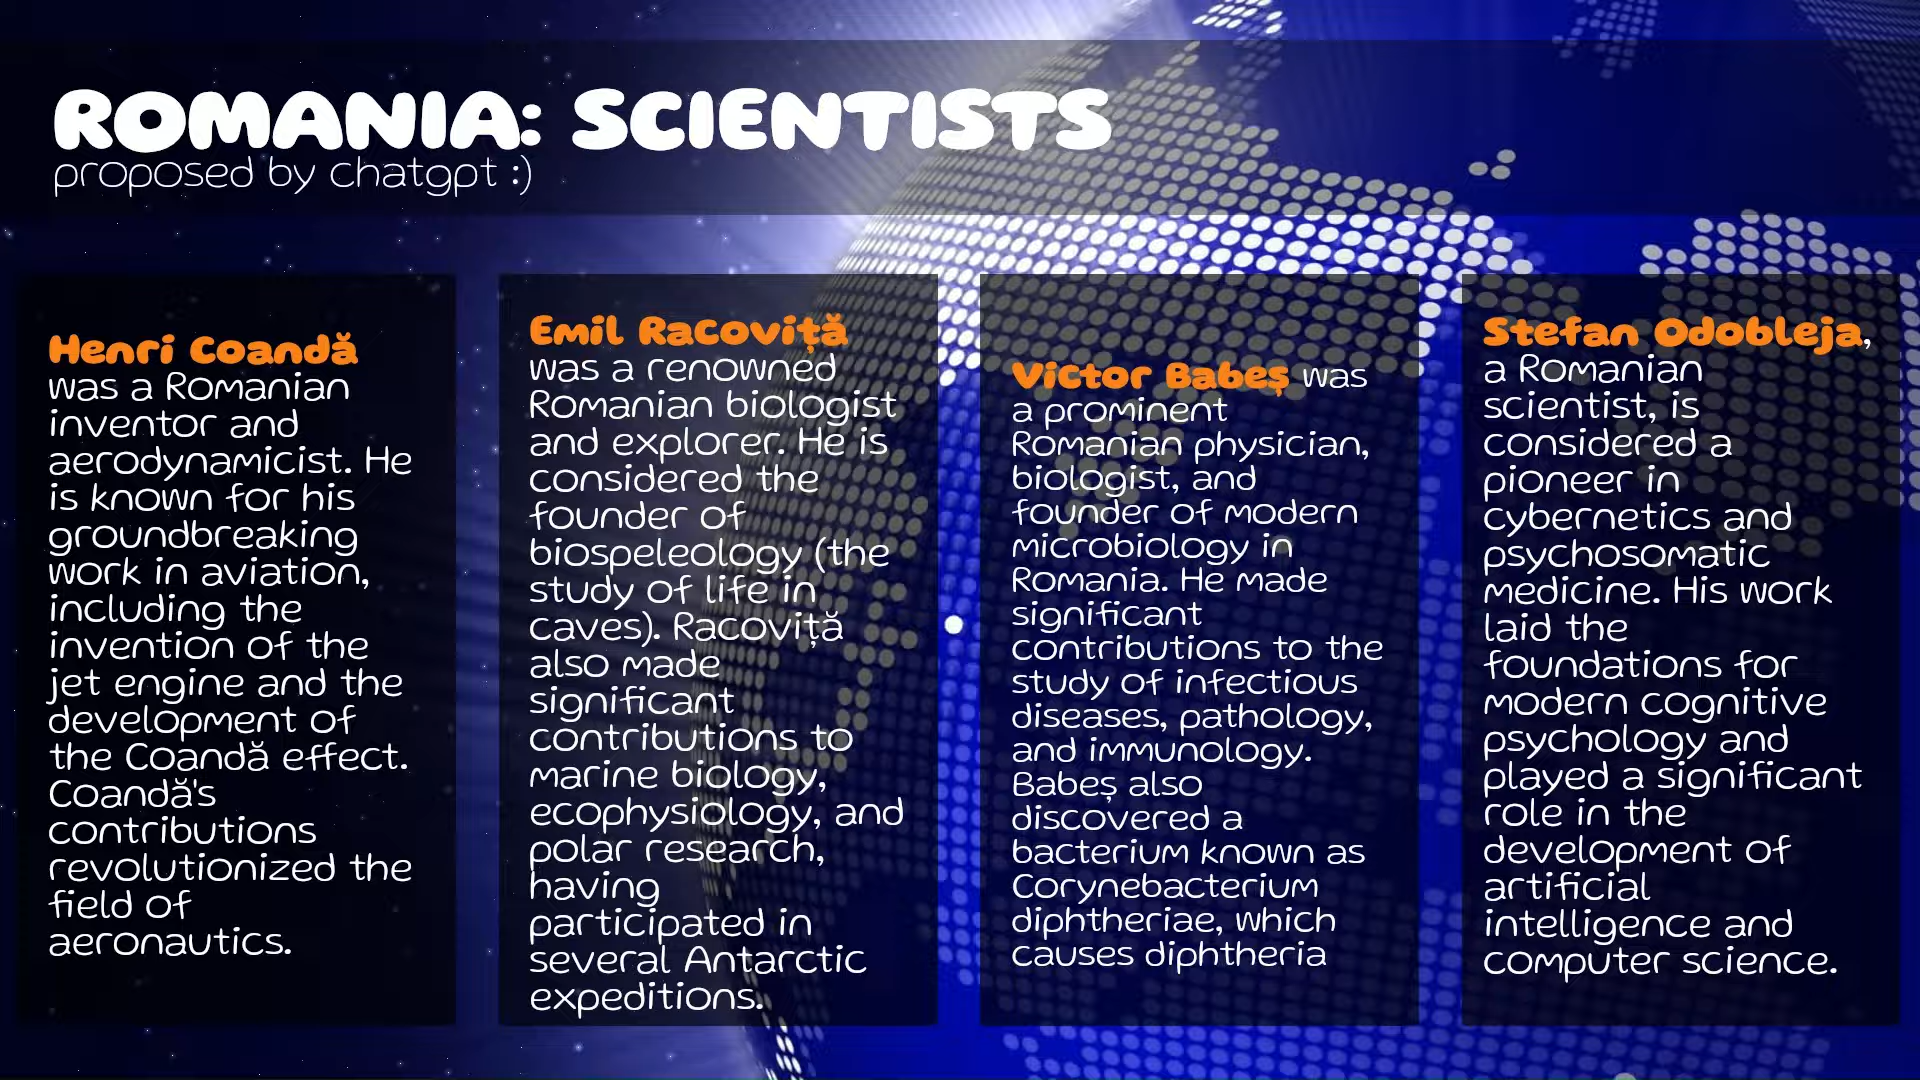 ROMANIA: SCIENTISTS
proposed by chatgpt :)
Henri Coandă
was a Romanian
inventor and
aerodynamicist. He
is known for his
groundbreaking
work in aviation,
including the
invention of the
jet engine and the
development of
the Coandă effect.
Coandă's
contributions
revolutionized the
field of
aeronautics.
Emil Racoviță
was a renowned
Romanian biologist
and explorer. He is
considered the
founder of
biospeleology (the
study of life in
caves). Racoviță
also made
significant
contributions to
marine biology,
ecophysiology, and
polar research,
having
participated in
several Antarctic
expeditions.
Victor Babeș was
a prominent
Romanian physician,
biologist, and
founder of modern
microbiology in
Romania. He made
significant
contributions to the
study of infectious
diseases, pathology,
and immunology.
Babeș also
discovered a
bacterium known as
Corynebacterium
diphtheriae, which
causes diphtheria
Stefan Odobleja,
a Romanian
scientist, is
considered a
pioneer in
cybernetics and
psychosomatic
medicine. His work
laid the
foundations for
modern cognitive
psychology and
played a significant
role in the
development of
artificial
intelligence and
computer science.